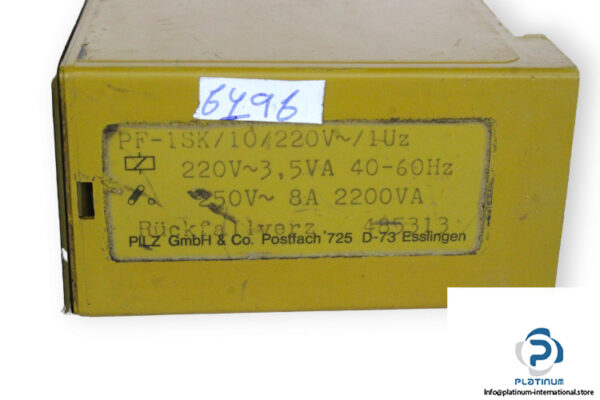 6496
PF-1SK/10/220V~/1Uz
220V~3,5VA 40-60Hz
250V~ 8A 2200VA
Rückfallverz. 485313
PILZ GmbH & Co. Postfach 725 D-73 Esslingen
PLATINUM
Info@platinum-international.store